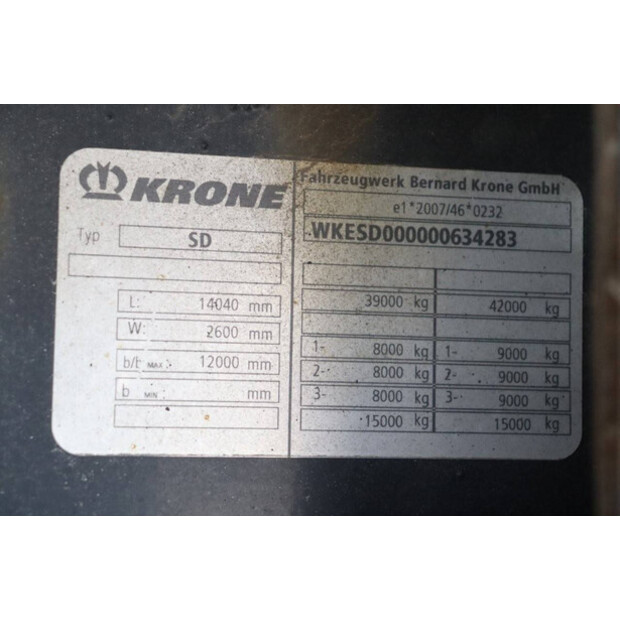 KRONE
Typ SD
L: 14040 mm
W: 2600 mm
b/b MAX.: 12000 mm
b MIN.: mm
Fahrzeugwerk Bernard Krone GmbH
e1*2007/46*0232
WKESD000000634283
39000 kg 42000 kg
1- 8000 kg 1- 9000 kg
2- 8000 kg 2- 9000 kg
3- 8000 kg 3- 9000 kg
15000 kg 15000 kg